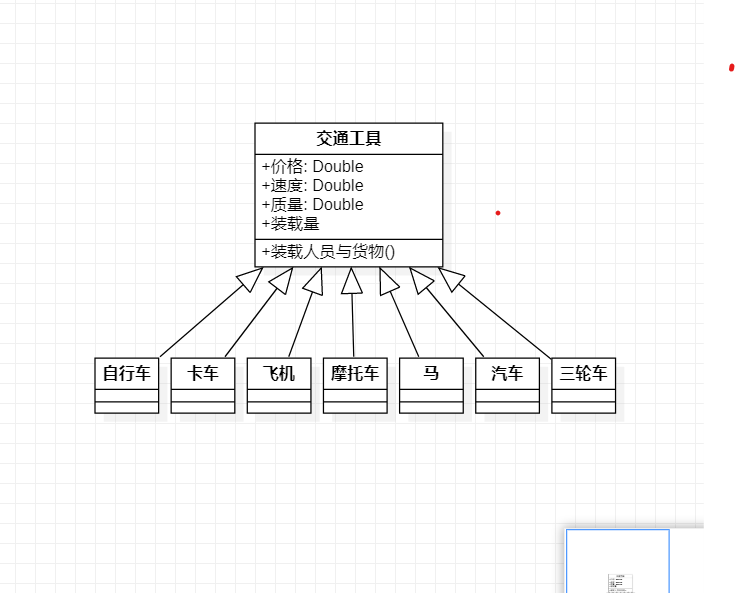 交通工具
+价格: Double
+速度: Double
+质量: Double
+装载量
+装载人员与货物()
自行车
卡车
飞机
摩托车
马
汽车
三轮车